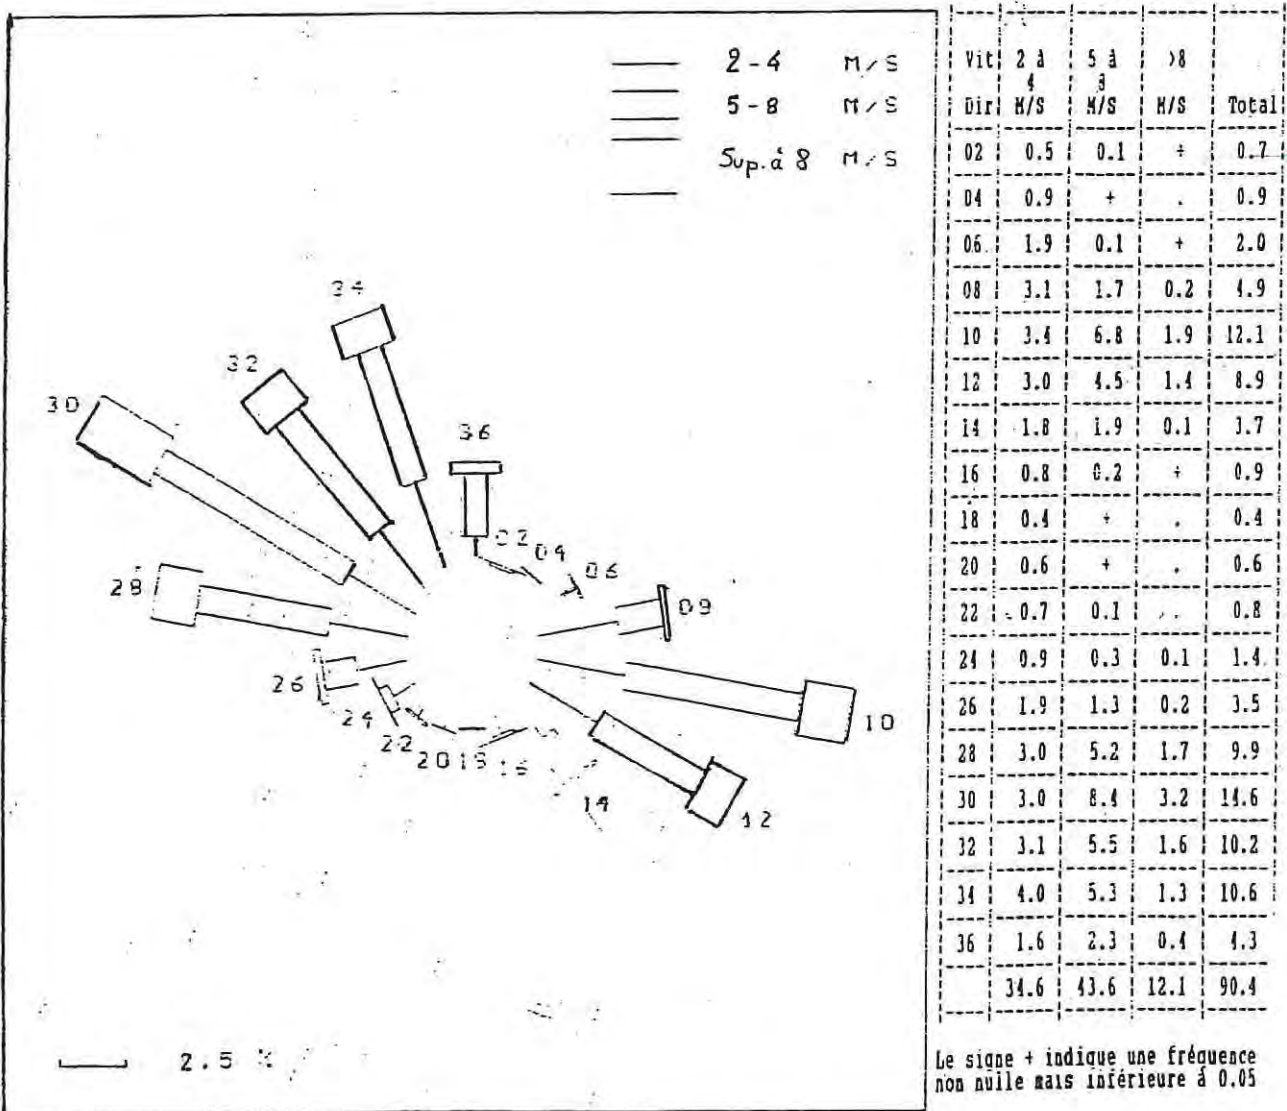 2-4 M/S
5-8 M/S
Sup. à 8 M/S
34
32
30
36
02
04
06
28
09
26
24
10
22
20
18
16
14
12
2.5 %
Vit 2 à 5 à >8
4 8
Dir M/S M/S M/S Total
02 0.5 0.1 + 0.7
04 0.9 + . 0.9
06 1.9 0.1 + 2.0
08 3.1 1.7 0.2 4.9
10 3.4 6.8 1.9 12.1
12 3.0 4.5 1.4 8.9
14 1.8 1.9 0.1 3.7
16 0.8 0.2 + 0.9
18 0.4 + . 0.4
20 0.6 + . 0.6
22 0.7 0.1 . 0.8
24 0.9 0.3 0.1 1.4
26 1.9 1.3 0.2 3.5
28 3.0 5.2 1.7 9.9
30 3.0 8.4 3.2 14.6
32 3.1 5.5 1.6 10.2
34 4.0 5.3 1.3 10.6
36 1.6 2.3 0.4 4.3
34.6 43.6 12.1 90.4
Le signe + indique une fréquence
non nulle mais inférieure à 0.05